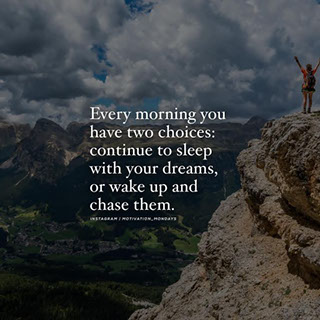 Every morning you
have two choices:
continue to sleep
with your dreams,
or wake up and
chase them.
INSTAGRAM / MOTIVATION_MONDAYS